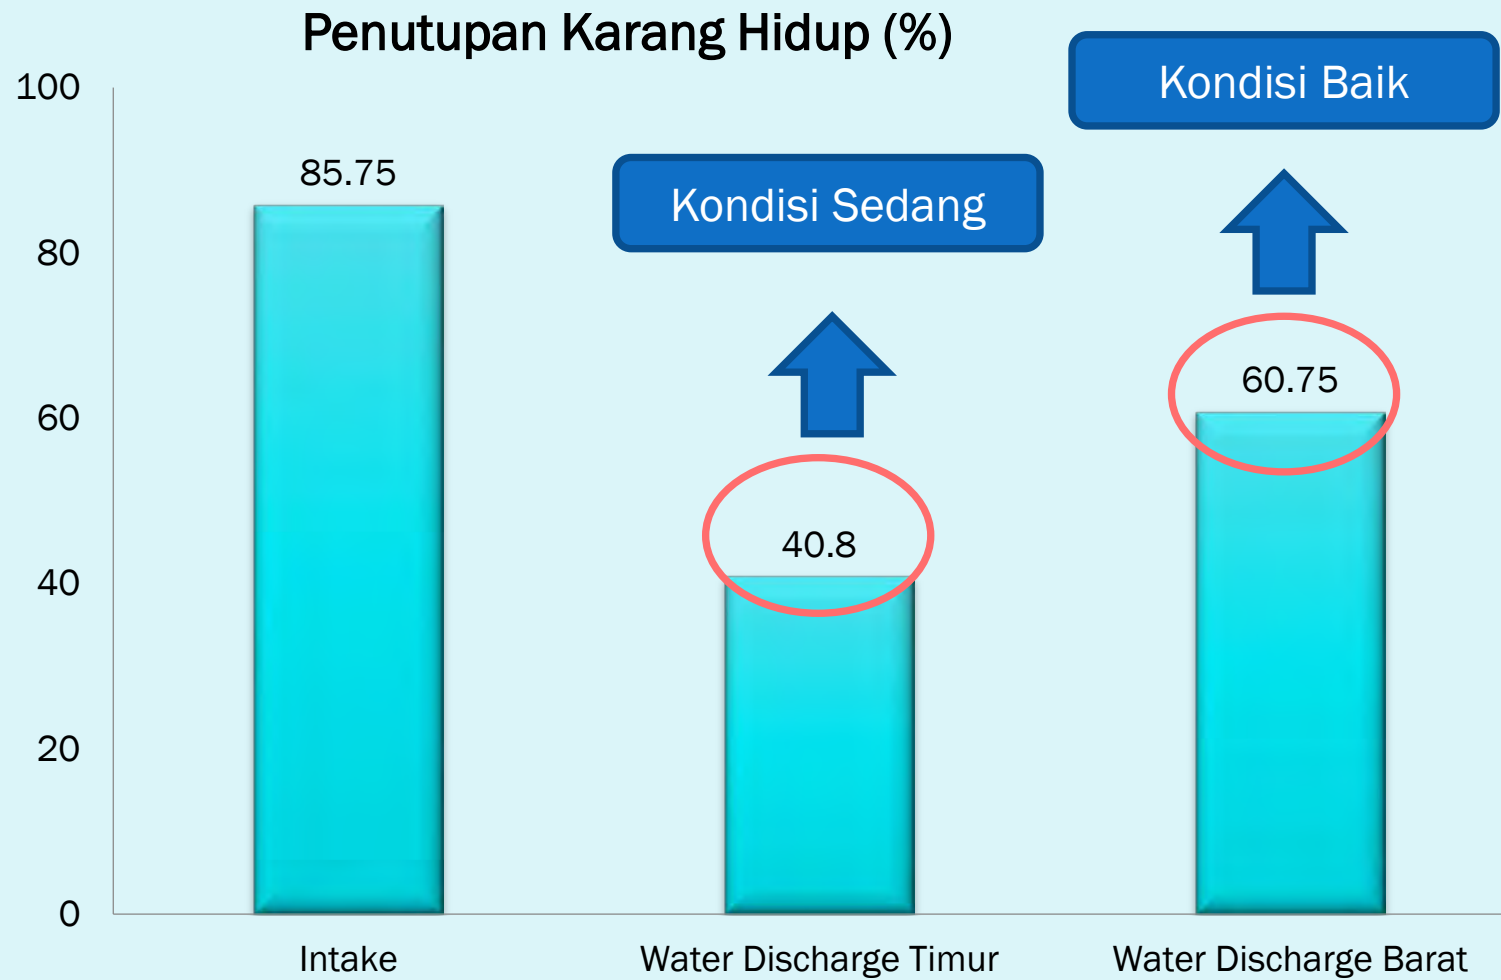 Penutupan Karang Hidup (%)
Kondisi Baik
Kondisi Sedang
100
80
60
40
20
0
85.75
40.8
60.75
Intake
Water Discharge Timur
Water Discharge Barat